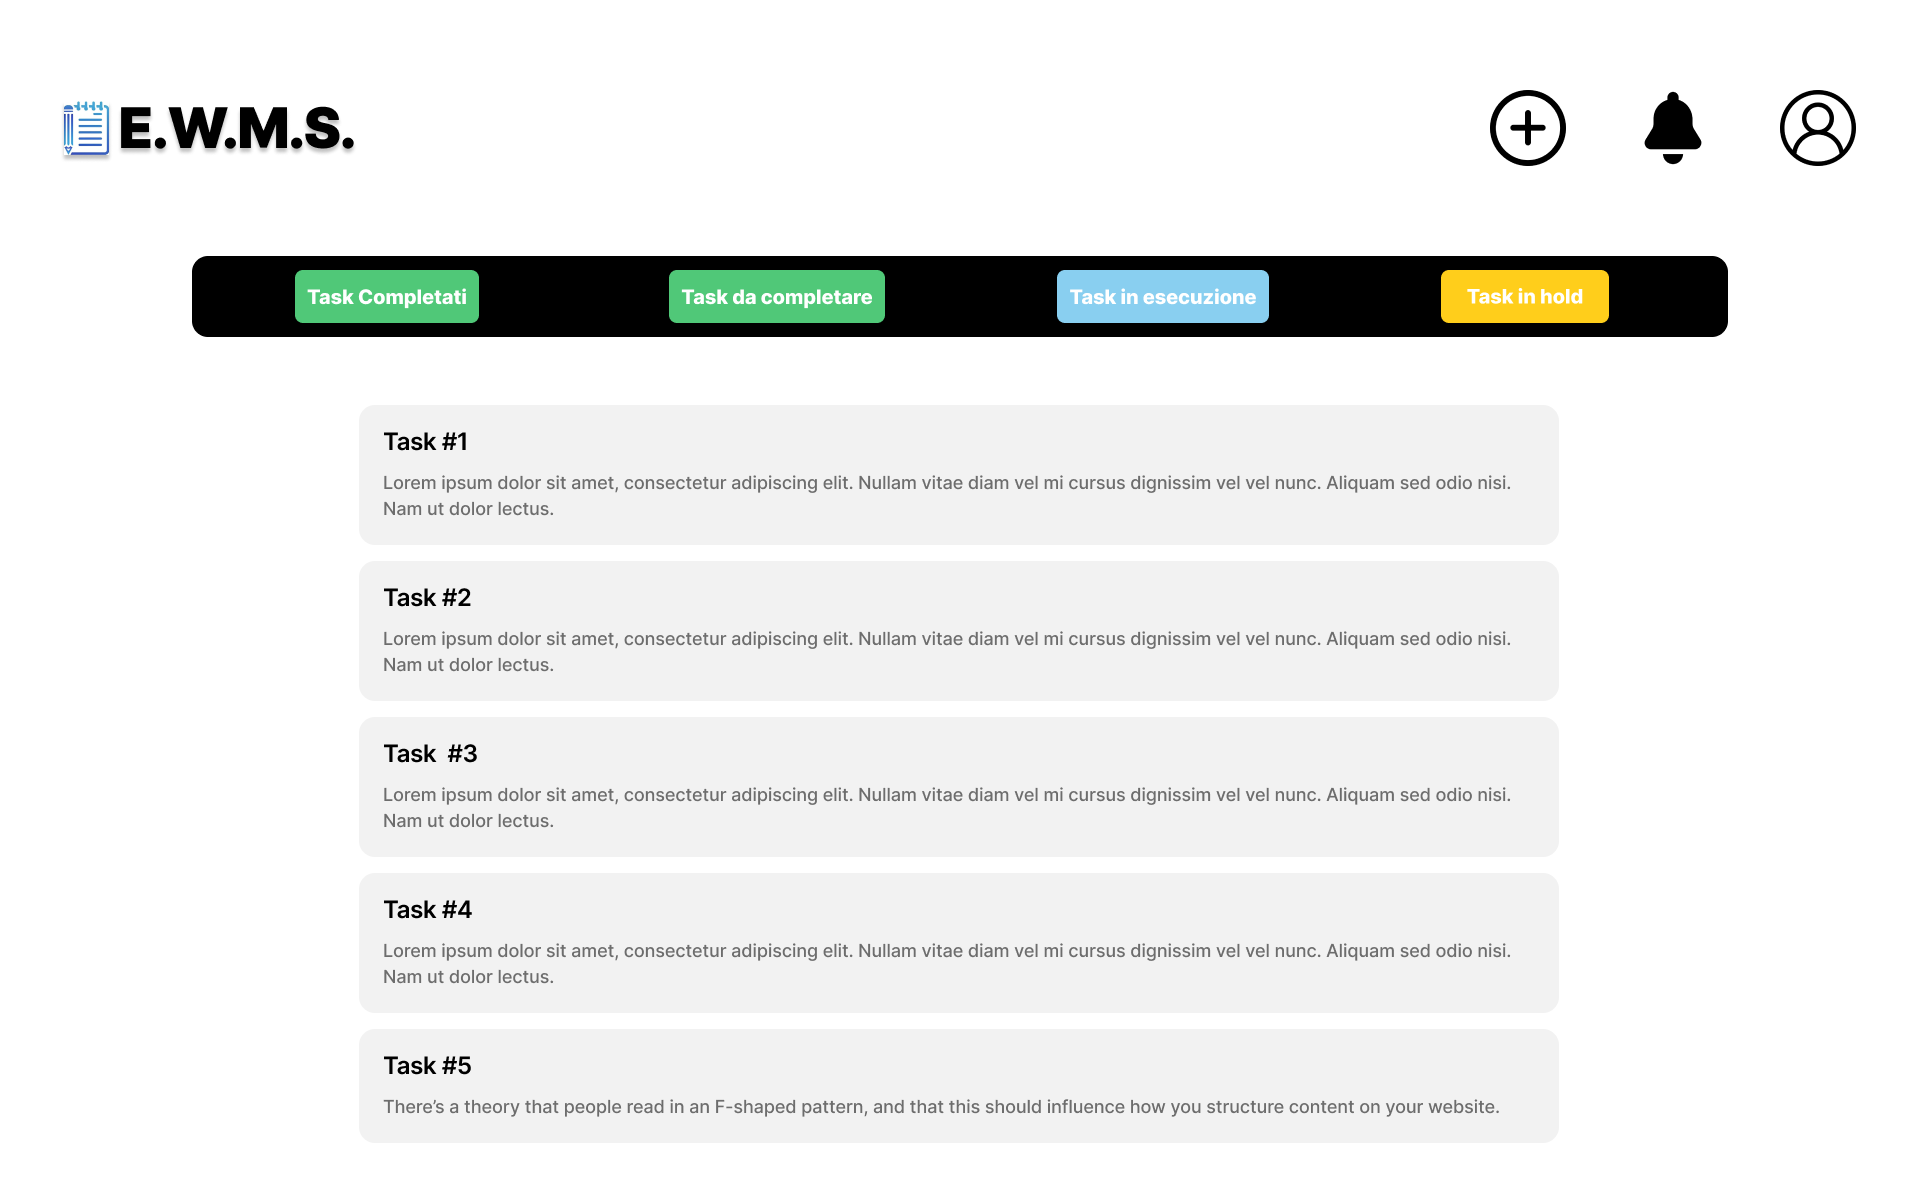 E.W.M.S.
Task Completati
Task da completare
Task in esecuzione
Task in hold
Task #1
Lorem ipsum dolor sit amet, consectetur adipiscing elit. Nullam vitae diam vel mi cursus dignissim vel vel nunc. Aliquam sed odio nisi.
Nam ut dolor lectus.
Task #2
Lorem ipsum dolor sit amet, consectetur adipiscing elit. Nullam vitae diam vel mi cursus dignissim vel vel nunc. Aliquam sed odio nisi.
Nam ut dolor lectus.
Task  #3
Lorem ipsum dolor sit amet, consectetur adipiscing elit. Nullam vitae diam vel mi cursus dignissim vel vel nunc. Aliquam sed odio nisi.
Nam ut dolor lectus.
Task #4
Lorem ipsum dolor sit amet, consectetur adipiscing elit. Nullam vitae diam vel mi cursus dignissim vel vel nunc. Aliquam sed odio nisi.
Nam ut dolor lectus.
Task #5
There’s a theory that people read in an F-shaped pattern, and that this should influence how you structure content on your website.